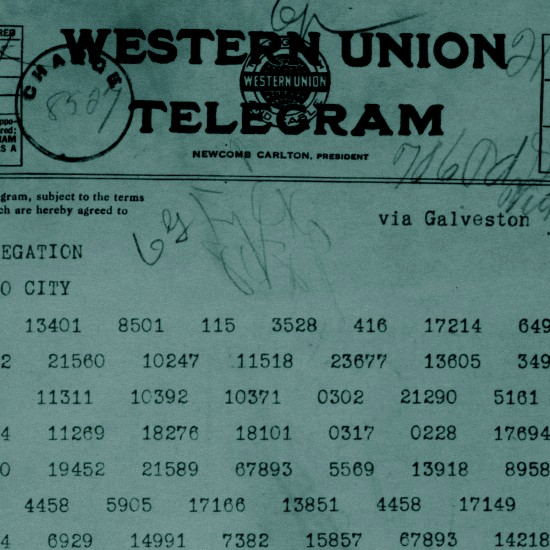 WESTERN UNION
WESTERN UNION
TELEGRAM
NEWCOMB CARLTON, PRESIDENT
CHARGE
8507
gram, subject to the terms
ch are hereby agreed to
via Galveston
EGATION
O CITY
13401 8501 115 3528 416 17214 649
2 21560 10247 11518 23677 13605 349
11311 10392 10371 0302 21290 5161
4 11269 18276 18101 0317 0228 17694
0 19452 21589 67893 5569 13918 8958
4458 5905 17166 13851 4458 17149
4 6929 14991 7382 15857 67893 14218